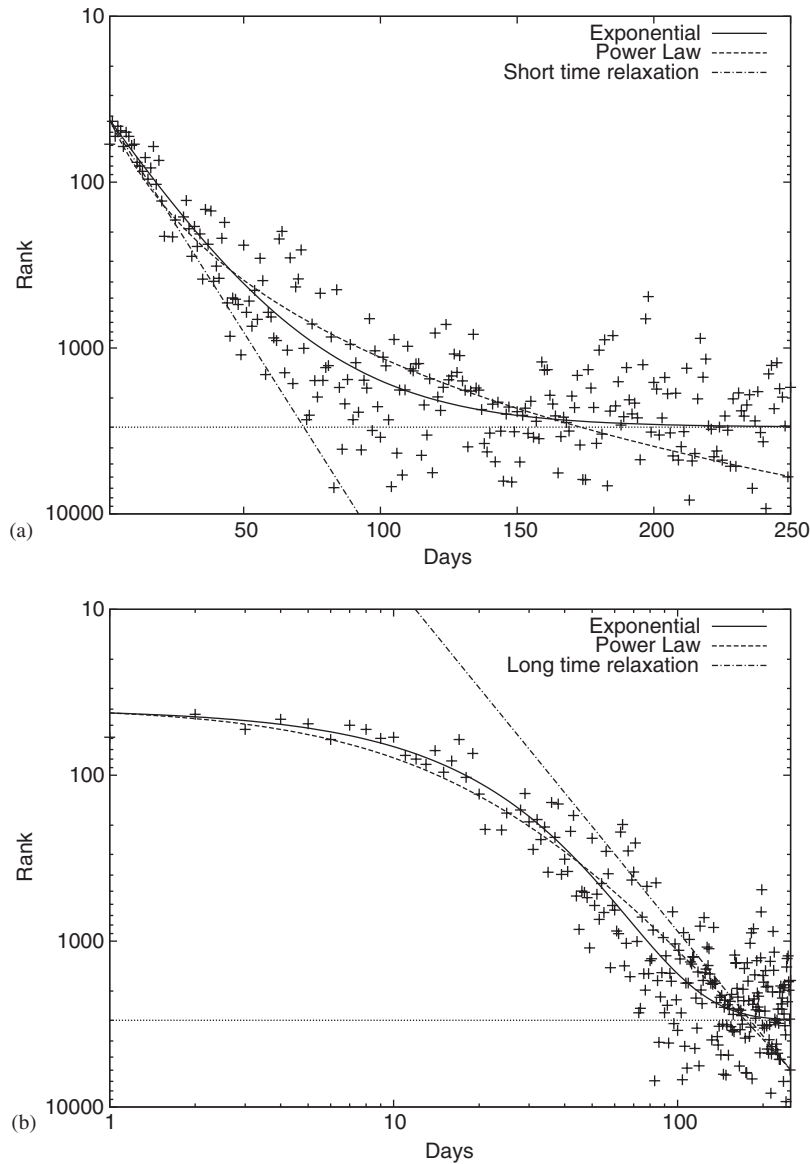 10
100
1000
10000
Rank
Exponential
Power Law
Short time relaxation
50
100
150
200
250
Days
(a)
10
100
1000
10000
Rank
Exponential
Power Law
Long time relaxation
1
10
100
Days
(b)